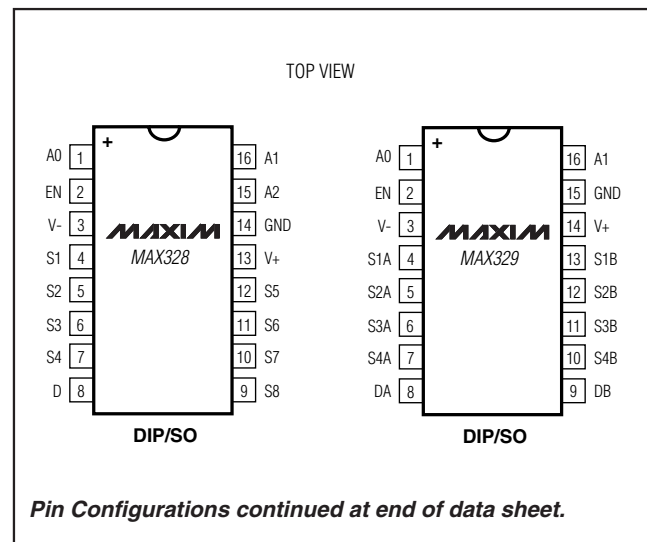 TOP VIEW
+
A0 1 16 A1
EN 2 15 A2
V- 3 14 GND
S1 4 13 V+
S2 5 12 S5
S3 6 11 S6
S4 7 10 S7
D 8 9 S8
MAXIM
MAX328
DIP/SO
+
A0 1 16 A1
EN 2 15 GND
V- 3 14 V+
S1A 4 13 S1B
S2A 5 12 S2B
S3A 6 11 S3B
S4A 7 10 S4B
DA 8 9 DB
MAXIM
MAX329
DIP/SO
Pin Configurations continued at end of data sheet.